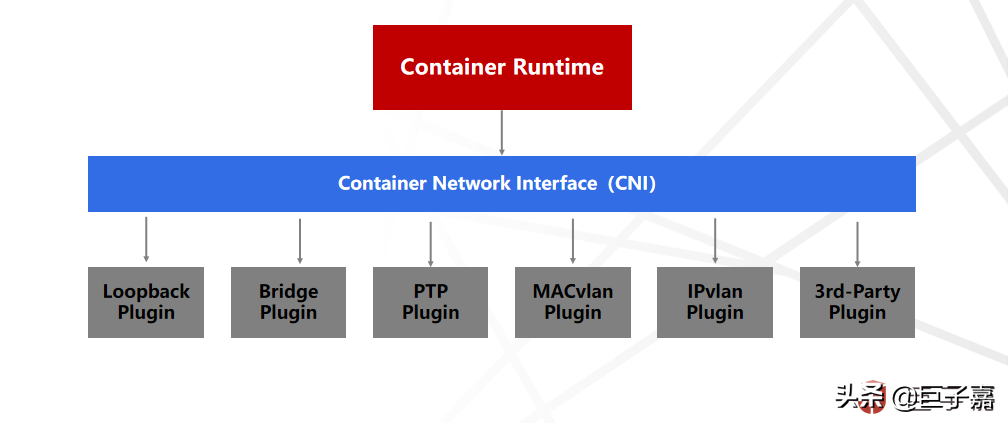 Container Runtime
Container Network Interface（CNI）
Loopback
Plugin
Bridge
Plugin
PTP
Plugin
MACvlan
Plugin
IPvlan
Plugin
3rd-Party
Plugin
头条 @巨子嘉